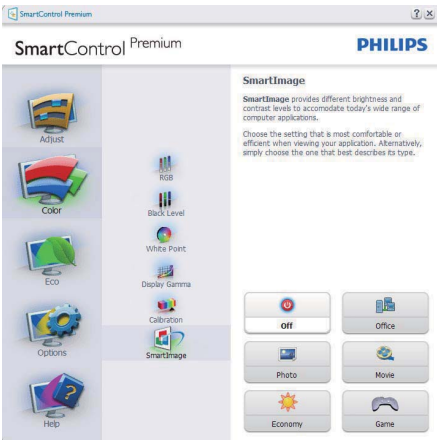 SmartControl Premium
SmartControl Premium
PHILIPS
Adjust
Color
Eco
Options
Help
RGB
Black Level
White Point
Display Gamma
Calibration
SmartImage
SmartImage
SmartImage provides different brightness and
contrast levels to accomodate today's wide range of
computer applications.
Choose the setting that is most comfortable or
efficient when viewing your application. Alternatively,
simply choose the one that best describes its type.
Off
Office
Photo
Movie
Economy
Game